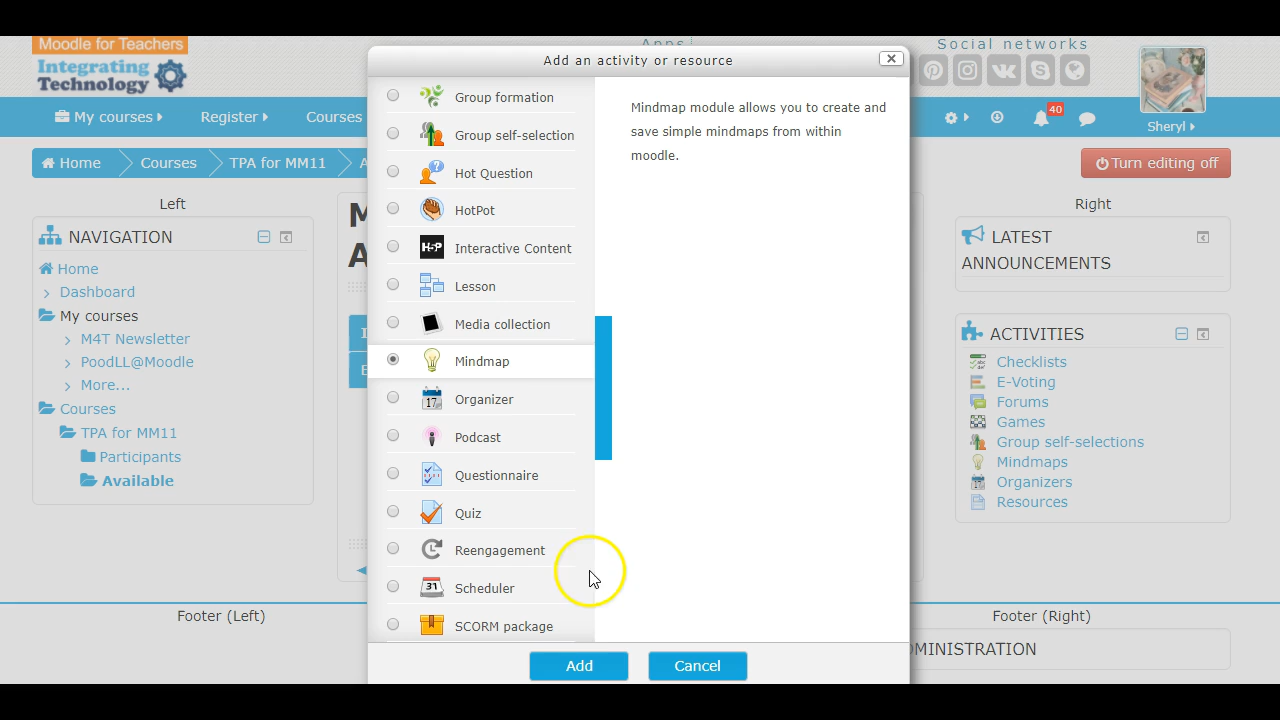 Moodle for Teachers
Integrating
Technology
Apps
Social networks
My courses
Register
Courses
40
Sheryl
Home
Courses
TPA for MM11
A
Turn editing off
Left
Right
NAVIGATION
Home
Dashboard
My courses
M4T Newsletter
PoodLL@Moodle
More...
Courses
TPA for MM11
Participants
Available
M
A
Add an activity or resource
Group formation
Group self-selection
Hot Question
HotPot
H-P
Interactive Content
Lesson
Media collection
Mindmap
17
Organizer
Podcast
Questionnaire
Quiz
Reengagement
31
Scheduler
SCORM package
Mindmap module allows you to create and
save simple mindmaps from within
moodle.
Add
Cancel
LATEST
ANNOUNCEMENTS
ACTIVITIES
Checklists
E-Voting
Forums
Games
Group self-selections
Mindmaps
Organizers
Resources
Footer (Left)
Footer (Right)
DMINISTRATION